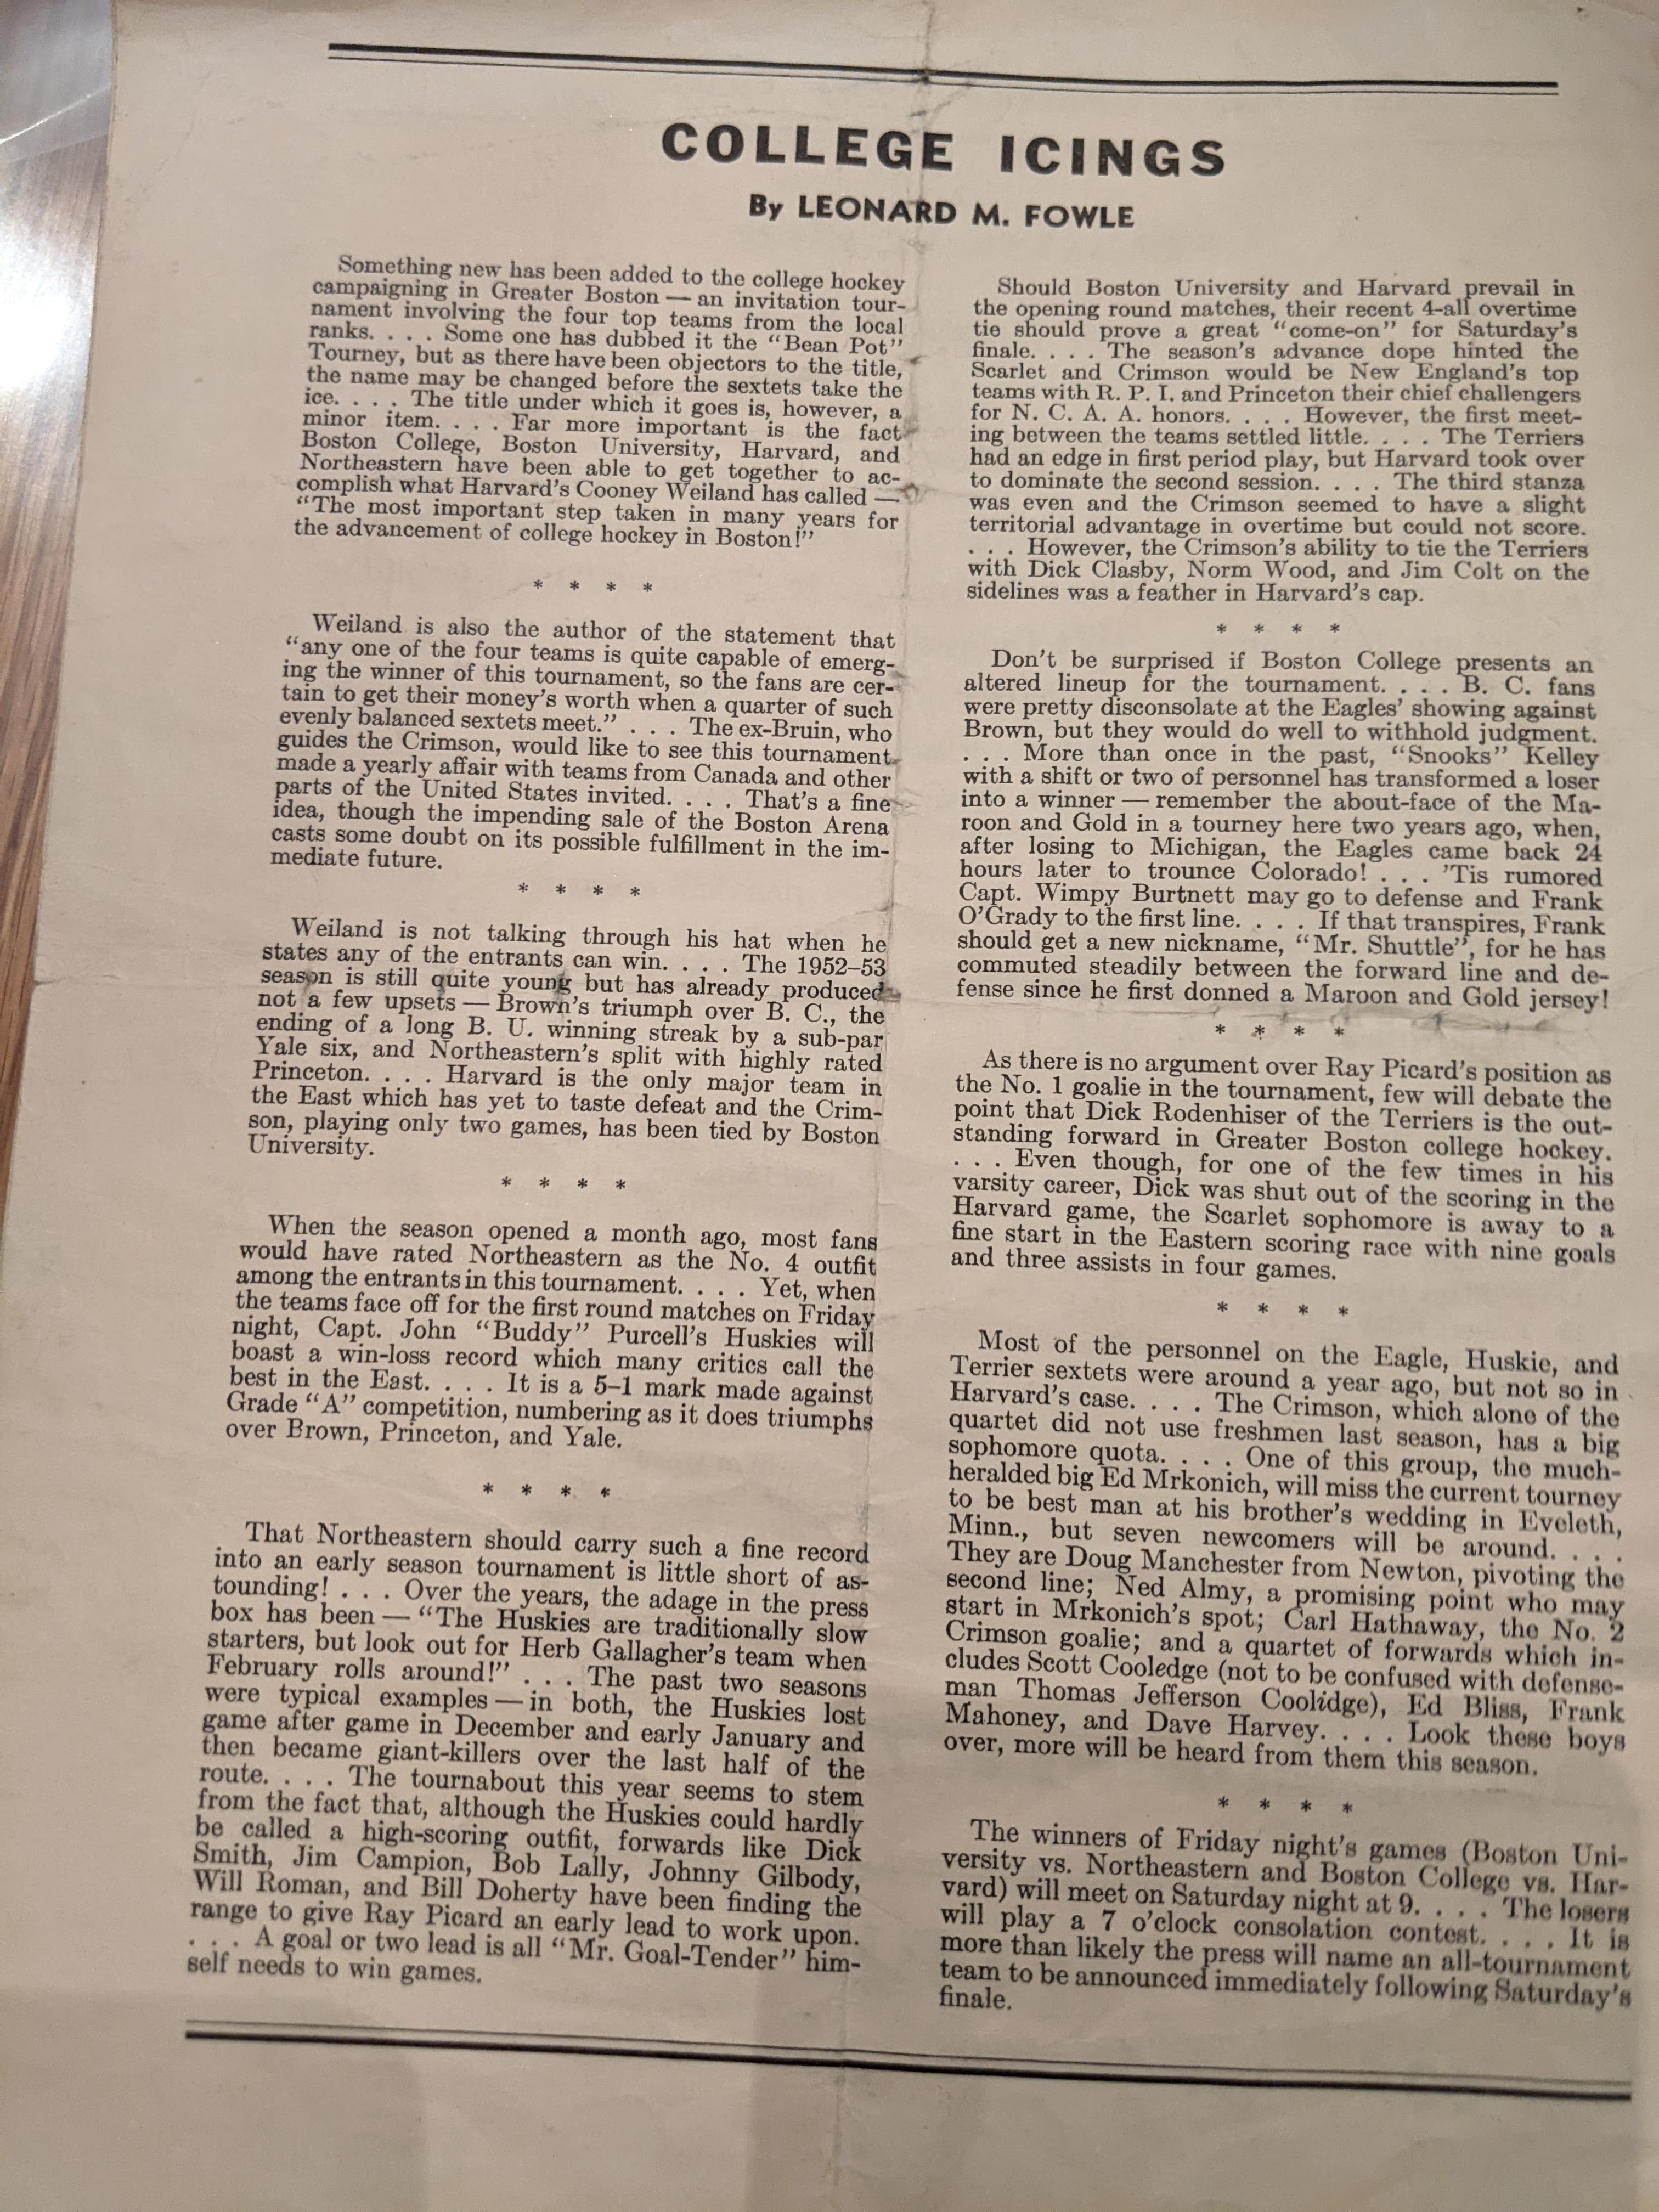 COLLEGE ICINGS
By LEONARD M. FOWLE
Something new has been added to the college hockey
campaigning in Greater Boston — an invitation tour-
nament involving the four top teams from the local
ranks. . . . Some one has dubbed it the “Bean Pot”
Tourney, but as there have been objectors to the title,
the name may be changed before the sextets take the
ice. . . . The title under which it goes is, however, a
minor item. . . . Far more important is the fact
Boston College, Boston University, Harvard, and
Northeastern have been able to get together to ac-
complish what Harvard's Cooney Weiland has called —
“The most important step taken in many years for
the advancement of college hockey in Boston!”
* * * *
Weiland is also the author of the statement that
“any one of the four teams is quite capable of emerg-
ing the winner of this tournament, so the fans are cer-
tain to get their money's worth when a quarter of such
evenly balanced sextets meet.” . . . The ex-Bruin, who
guides the Crimson, would like to see this tournament
made a yearly affair with teams from Canada and other
parts of the United States invited. . . . That's a fine
idea, though the impending sale of the Boston Arena
casts some doubt on its possible fulfillment in the im-
mediate future.
* * * *
Weiland is not talking through his hat when he
states any of the entrants can win. . . . The 1952–53
season is still quite young but has already produced
not a few upsets — Brown's triumph over B. C., the
ending of a long B. U. winning streak by a sub-par
Yale six, and Northeastern's split with highly rated
Princeton. . . . Harvard is the only major team in
the East which has yet to taste defeat and the Crim-
son, playing only two games, has been tied by Boston
University.
* * * *
When the season opened a month ago, most fans
would have rated Northeastern as the No. 4 outfit
among the entrants in this tournament. . . . Yet, when
the teams face off for the first round matches on Friday
night, Capt. John “Buddy” Purcell's Huskies will
boast a win-loss record which many critics call the
best in the East. . . . It is a 5–1 mark made against
Grade “A” competition, numbering as it does triumphs
over Brown, Princeton, and Yale.
* * * *
That Northeastern should carry such a fine record
into an early season tournament is little short of as-
tounding! . . . Over the years, the adage in the press
box has been — “The Huskies are traditionally slow
starters, but look out for Herb Gallagher's team when
February rolls around!” . . . The past two seasons
were typical examples — in both, the Huskies lost
game after game in December and early January and
then became giant-killers over the last half of the
route. . . . The tournabout this year seems to stem
from the fact that, although the Huskies could hardly
be called a high-scoring outfit, forwards like Dick
Smith, Jim Campion, Bob Lally, Johnny Gilbody,
Will Roman, and Bill Doherty have been finding the
range to give Ray Picard an early lead to work upon.
. . . A goal or two lead is all “Mr. Goal-Tender” him-
self needs to win games.
Should Boston University and Harvard prevail in
the opening round matches, their recent 4-all overtime
tie should prove a great “come-on” for Saturday's
finale. . . . The season's advance dope hinted the
Scarlet and Crimson would be New England's top
teams with R. P. I. and Princeton their chief challengers
for N. C. A. A. honors. . . . However, the first meet-
ing between the teams settled little. . . . The Terriers
had an edge in first period play, but Harvard took over
to dominate the second session. . . . The third stanza
was even and the Crimson seemed to have a slight
territorial advantage in overtime but could not score.
. . . However, the Crimson's ability to tie the Terriers
with Dick Clasby, Norm Wood, and Jim Colt on the
sidelines was a feather in Harvard's cap.
* * * *
Don't be surprised if Boston College presents an
altered lineup for the tournament. . . . B. C. fans
were pretty disconsolate at the Eagles' showing against
Brown, but they would do well to withhold judgment.
. . . More than once in the past, “Snooks” Kelley
with a shift or two of personnel has transformed a loser
into a winner — remember the about-face of the Ma-
roon and Gold in a tourney here two years ago, when,
after losing to Michigan, the Eagles came back 24
hours later to trounce Colorado! . . . 'Tis rumored
Capt. Wimpy Burtnett may go to defense and Frank
O'Grady to the first line. . . . If that transpires, Frank
should get a new nickname, “Mr. Shuttle”, for he has
commuted steadily between the forward line and de-
fense since he first donned a Maroon and Gold jersey!
* * * *
As there is no argument over Ray Picard's position as
the No. 1 goalie in the tournament, few will debate the
point that Dick Rodenhiser of the Terriers is the out-
standing forward in Greater Boston college hockey.
. . . Even though, for one of the few times in his
varsity career, Dick was shut out of the scoring in the
Harvard game, the Scarlet sophomore is away to a
fine start in the Eastern scoring race with nine goals
and three assists in four games.
* * * *
Most of the personnel on the Eagle, Huskie, and
Terrier sextets were around a year ago, but not so in
Harvard's case. . . . The Crimson, which alone of the
quartet did not use freshmen last season, has a big
sophomore quota. . . . One of this group, the much-
heralded big Ed Mrkonich, will miss the current tourney
to be best man at his brother's wedding in Eveleth,
Minn., but seven newcomers will be around. . . .
They are Doug Manchester from Newton, pivoting the
second line; Ned Almy, a promising point who may
start in Mrkonich's spot; Carl Hathaway, the No. 2
Crimson goalie; and a quartet of forwards which in-
cludes Scott Cooledge (not to be confused with defense-
man Thomas Jefferson Coolidge), Ed Bliss, Frank
Mahoney, and Dave Harvey. . . . Look these boys
over, more will be heard from them this season.
* * * *
The winners of Friday night's games (Boston Uni-
versity vs. Northeastern and Boston College vs. Har-
vard) will meet on Saturday night at 9. . . . The losers
will play a 7 o'clock consolation contest. . . . It is
more than likely the press will name an all-tournament
team to be announced immediately following Saturday's
finale.